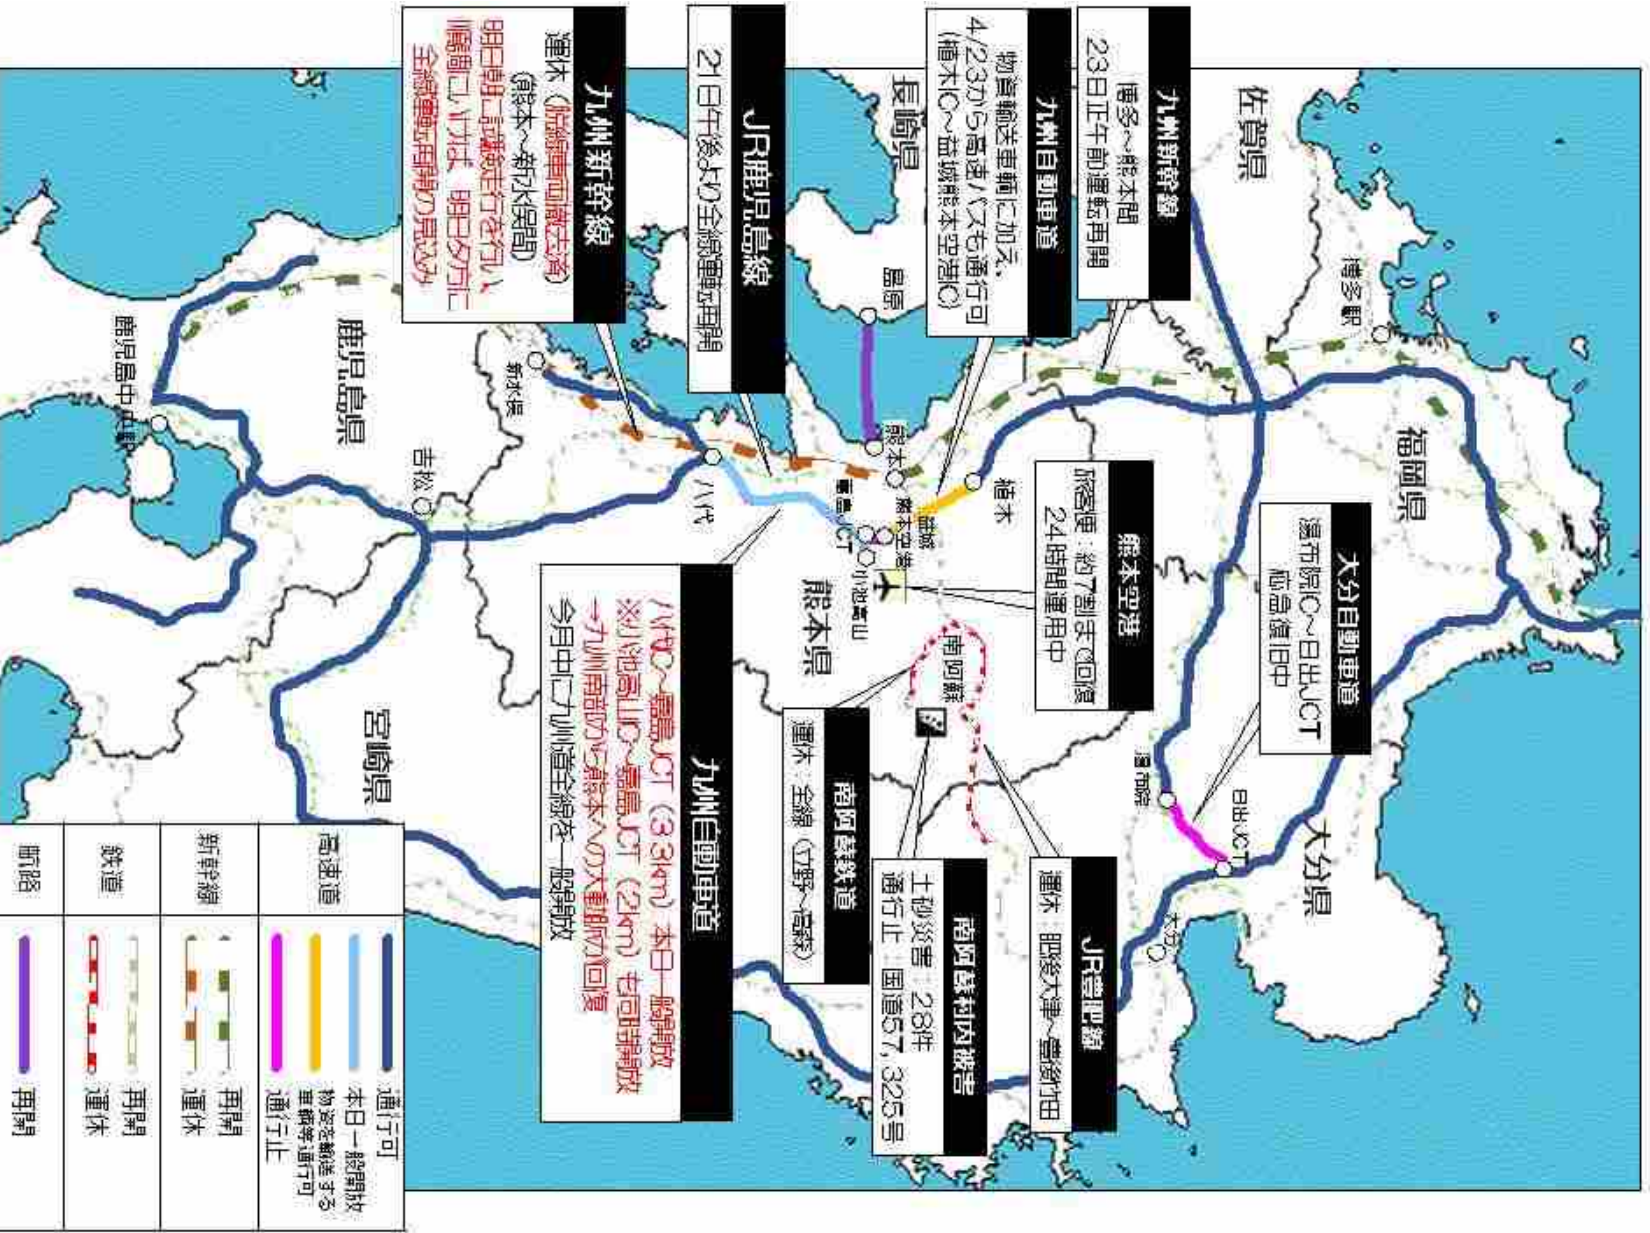 佐賀県
博多駅
福岡県
九州新幹線
博多~熊本間
23日正午前運転再開
九州自動車道
物資輸送車輌に加え、
4/23から高速バスも通行可
(植木IC~益城熊本空港IC)
長崎県
島原
JR鹿児島線
21日午後より全線運転再開
九州新幹線
運休(脱線車両撤去済)
(熊本~新水俣間)
明日早朝に試験走行を行い、
順調にいけば、明日夕方に
全線運転再開の見込み
大分自動車道
湯布院IC~日出JCT
応急復旧中
熊本空港
旅客便:約7割まで回復
24時間運用中
植木
熊本
益城
熊本空港
嘉島JCT
小池高山
熊本県
南阿蘇
八代
新水俣
吉松
鹿児島県
鹿児島中央駅
湯布院
日出JCT
大分県
大分
JR豊肥線
運休:肥後大津~豊後竹田
南阿蘇村内被害
土砂災害:28件
通行止:国道57,325号
南阿蘇鉄道
運休:全線(立野~高森)
九州自動車道
八代IC~嘉島JCT(33km)本日一般開放
※小池高山IC~嘉島JCT(2km)も同時開放
→九州南部から熊本への大動脈が回復
今月中に九州道全線を一般開放
宮崎県
高速道
通行可
本日一般開放
物資を輸送する
車輌等通行可
通行止
新幹線
再開
運休
鉄道
再開
運休
航路
再開